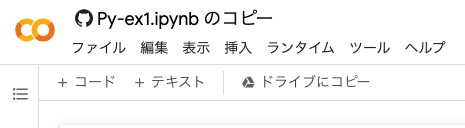 Py-ex1.ipynb のコピー
ファイル 編集 表示 挿入 ランタイム ツール ヘルプ
+ コード + テキスト ドライブにコピー